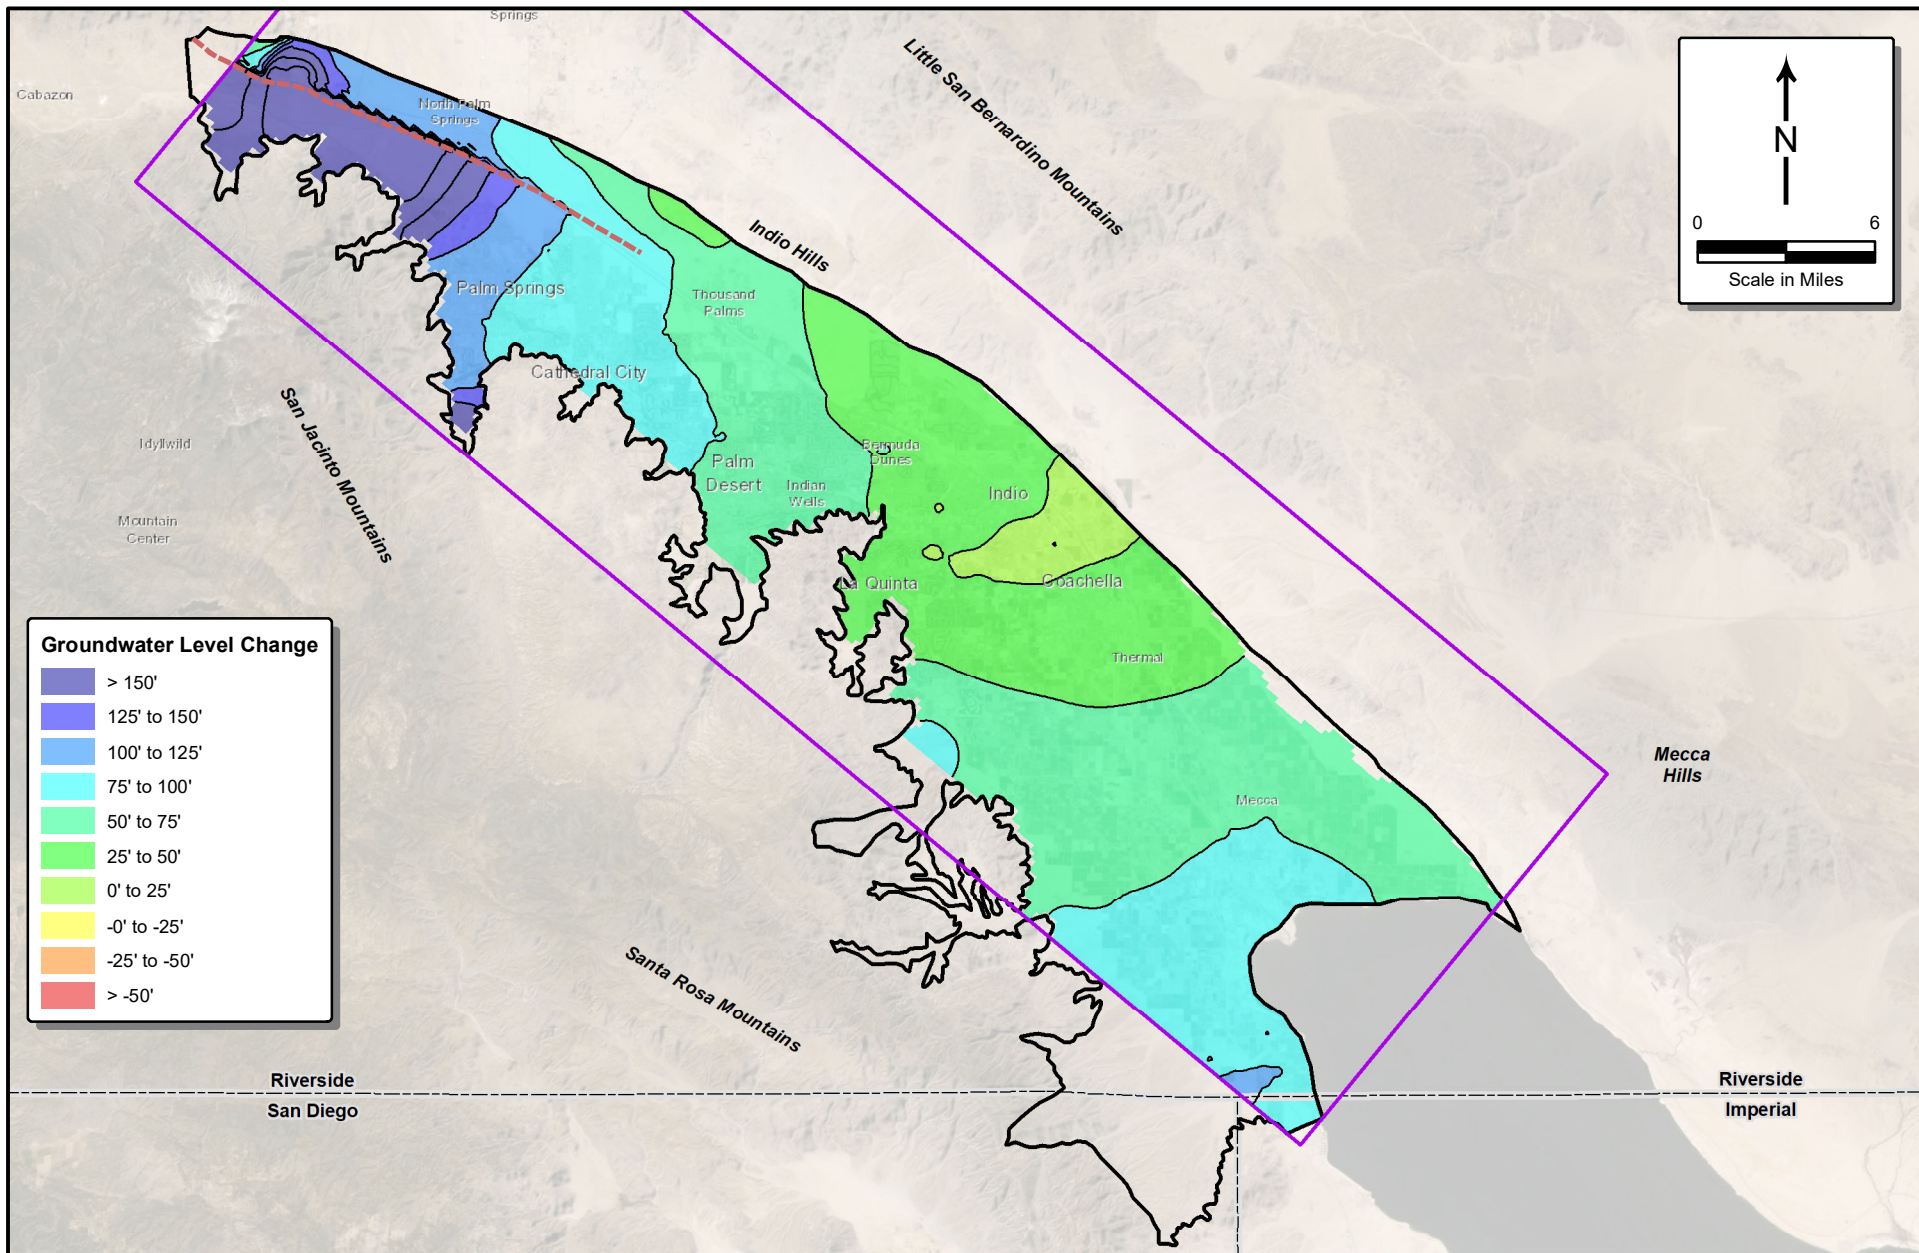 Springs
Cabazon
North Palm
Springs
Little San Bernardino Mountains
N
0 6
Scale in Miles
Indio Hills
Palm Springs
Thousand
Palms
Cathedral City
San Jacinto Mountains
Idyllwild
Bermuda
Dunes
Palm
Desert
Indian
Wells
Indio
Mountain
Center
La Quinta
Coachella
Thermal
Groundwater Level Change
> 150'
125' to 150'
100' to 125'
75' to 100'
50' to 75'
25' to 50'
0' to 25'
-0' to -25'
-25' to -50'
> -50'
Mecca
Hills
Mecca
Santa Rosa Mountains
Riverside
San Diego
Riverside
Imperial